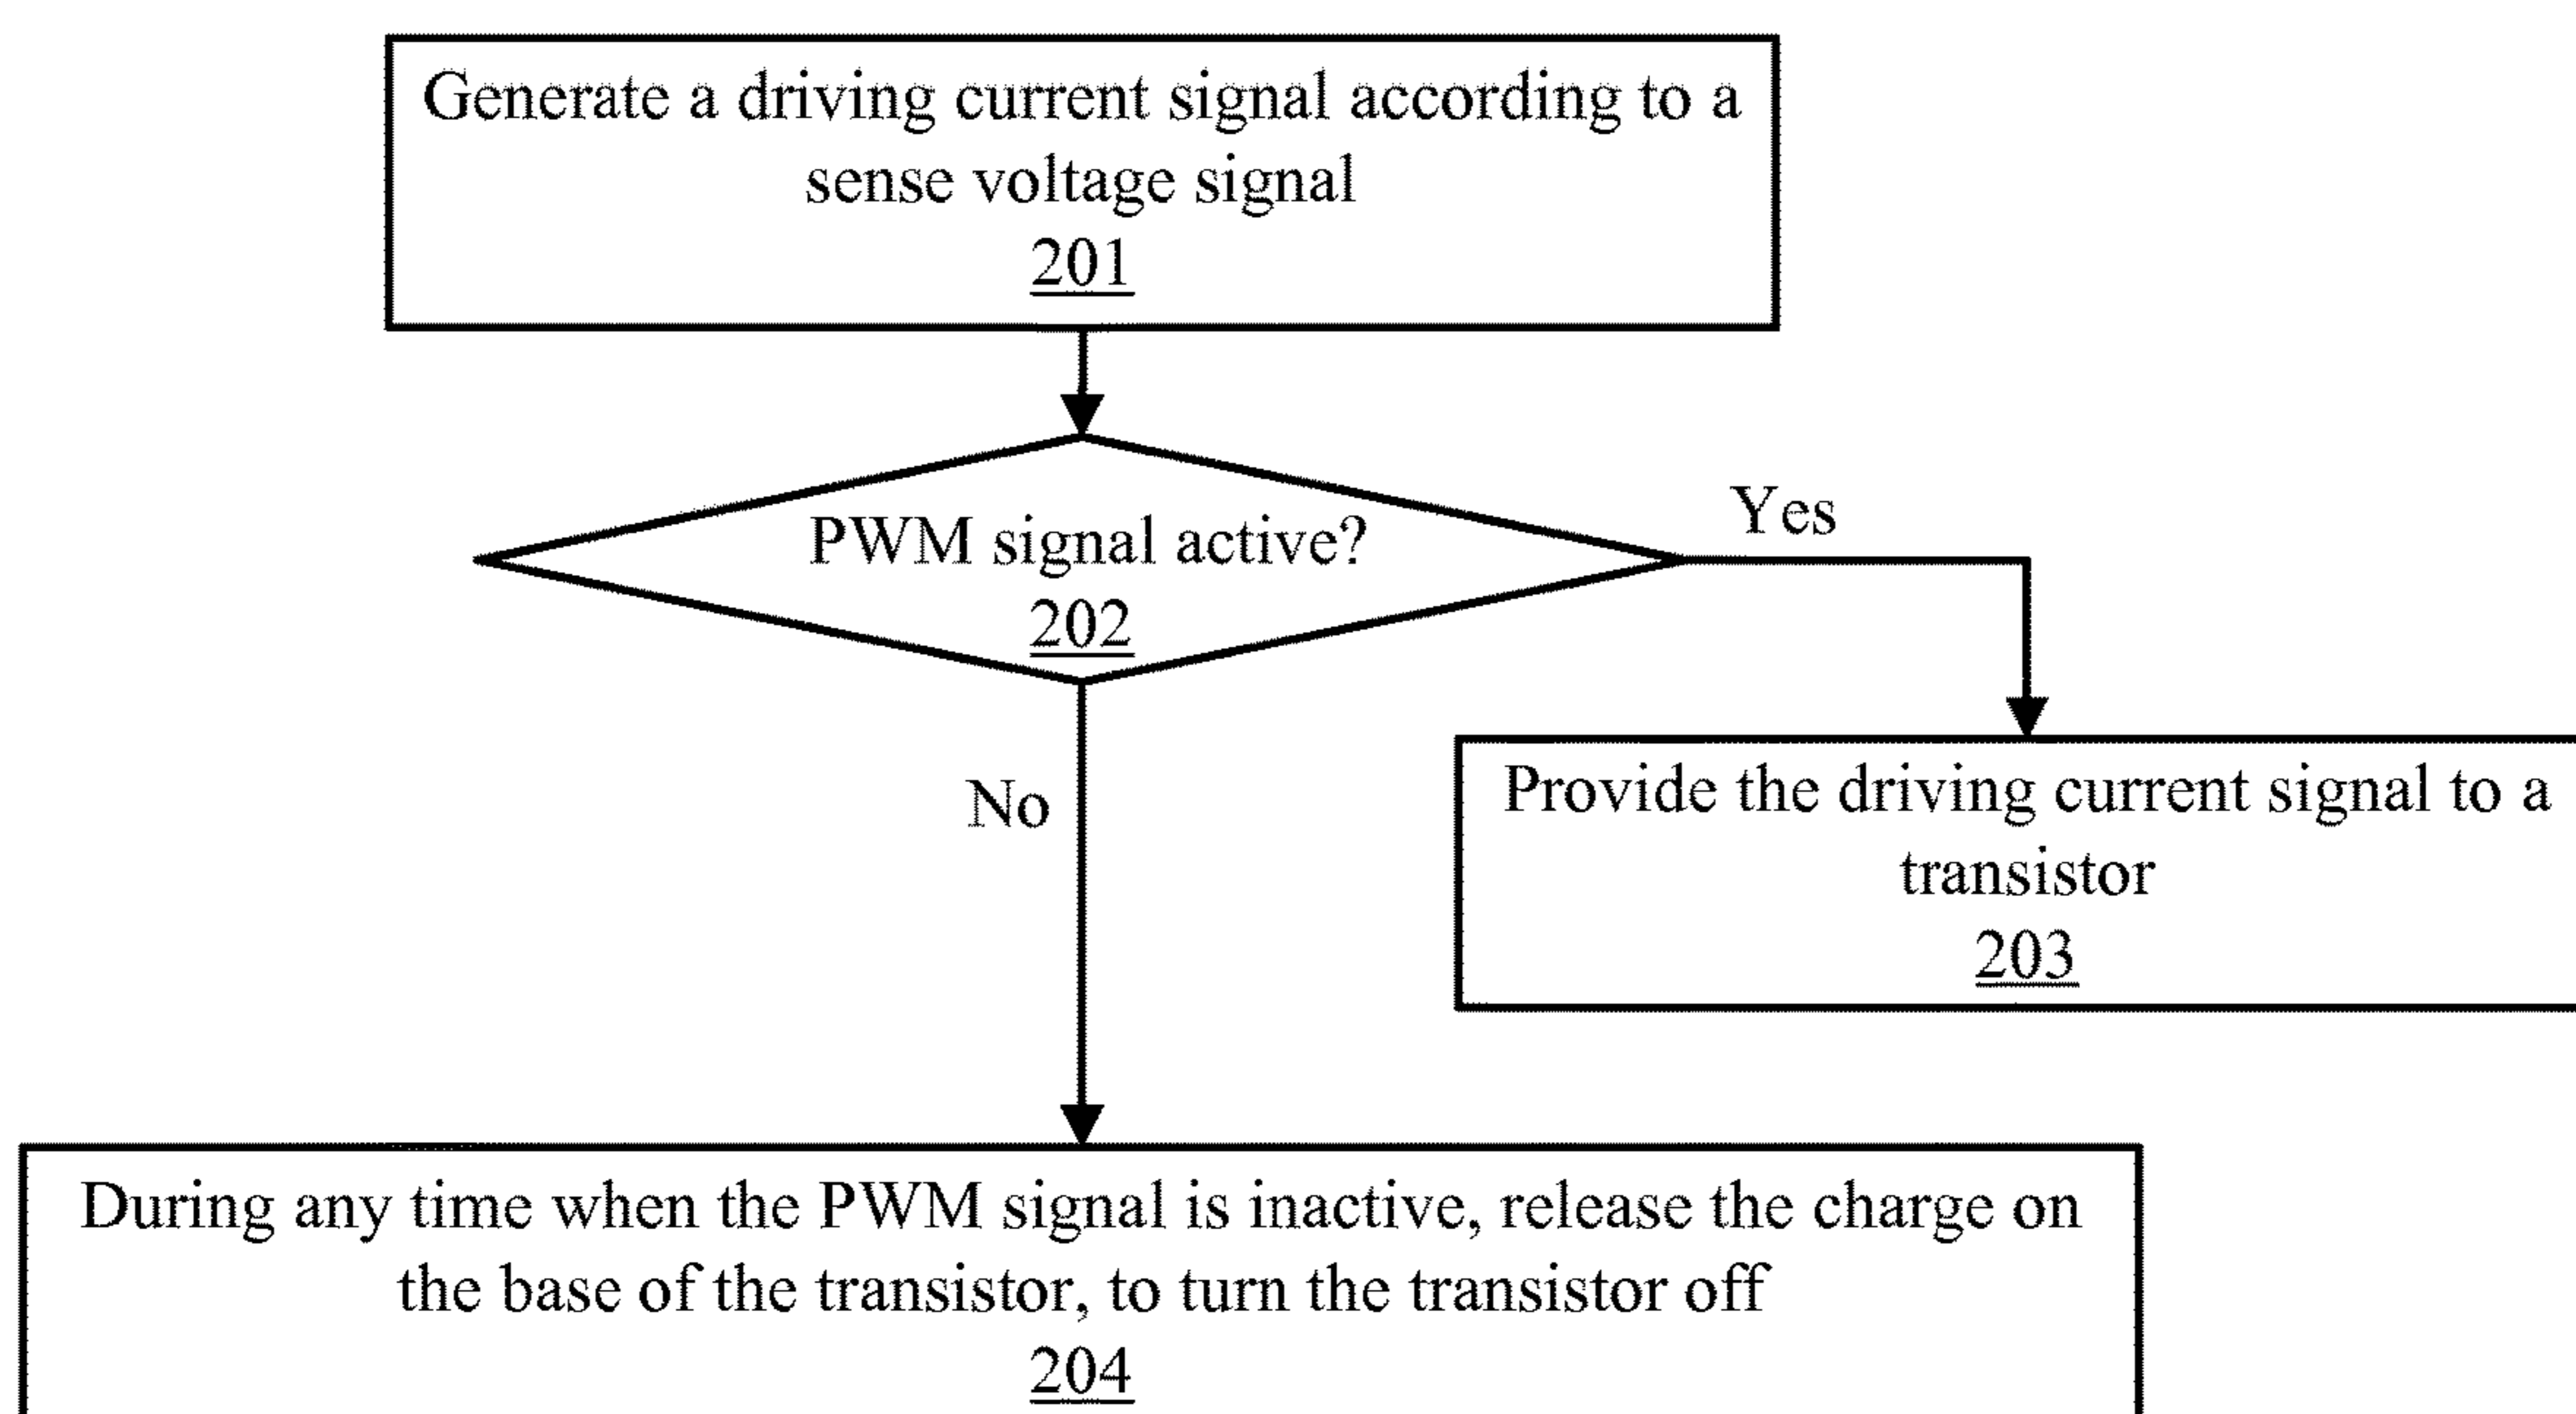 Generate a driving current signal according to a
sense voltage signal
201
PWM signal active?
202
Yes
No
Provide the driving current signal to a
transistor
203
During any time when the PWM signal is inactive, release the charge on
the base of the transistor, to turn the transistor off
204